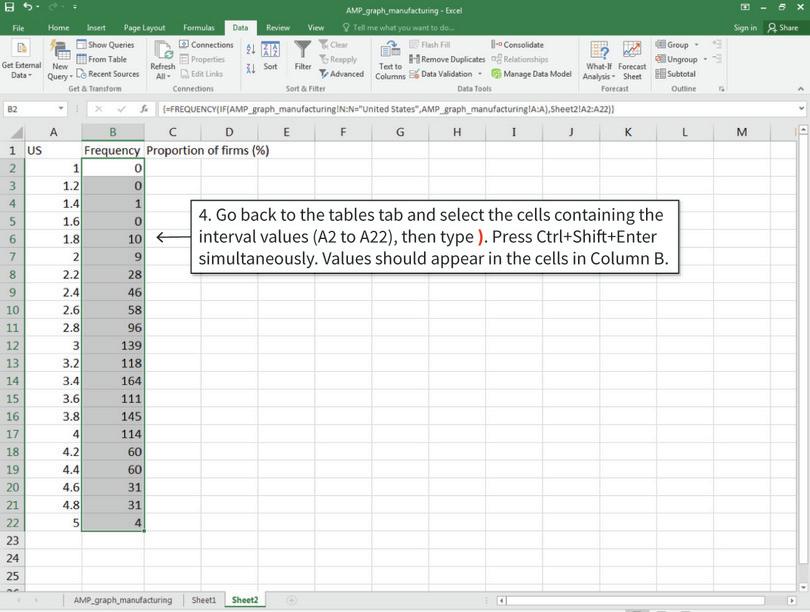 AMP_graph_manufacturing - Excel
File Home Insert Page Layout Formulas Data Review View Tell me what you want to do... Sign in Share
Get External Data
New Query
Show Queries
From Table
Recent Sources
Get & Transform
Refresh All
Connections
Properties
Edit Links
Connections
Sort
Filter
Clear
Reapply
Advanced
Sort & Filter
Text to Columns
Flash Fill
Remove Duplicates
Data Validation
Consolidate
Relationships
Manage Data Model
Data Tools
What-If Analysis
Forecast Sheet
Forecast
Group
Ungroup
Subtotal
Outline
B2 fx {=FREQUENCY(IF(AMP_graph_manufacturing!N:N="United States",AMP_graph_manufacturing!A:A),Sheet2!A2:A22)}
A B C D E F G H I J K L M
1 US Frequency Proportion of firms (%)
2 1 0
3 1.2 0
4 1.4 1
5 1.6 0
6 1.8 10
7 2 9
8 2.2 28
9 2.4 46
10 2.6 58
11 2.8 96
12 3 139
13 3.2 118
14 3.4 164
15 3.6 111
16 3.8 145
17 4 114
18 4.2 60
19 4.4 60
20 4.6 31
21 4.8 31
22 5 4
23
24
25
4. Go back to the tables tab and select the cells containing the
interval values (A2 to A22), then type ). Press Ctrl+Shift+Enter
simultaneously. Values should appear in the cells in Column B.
AMP_graph_manufacturing Sheet1 Sheet2